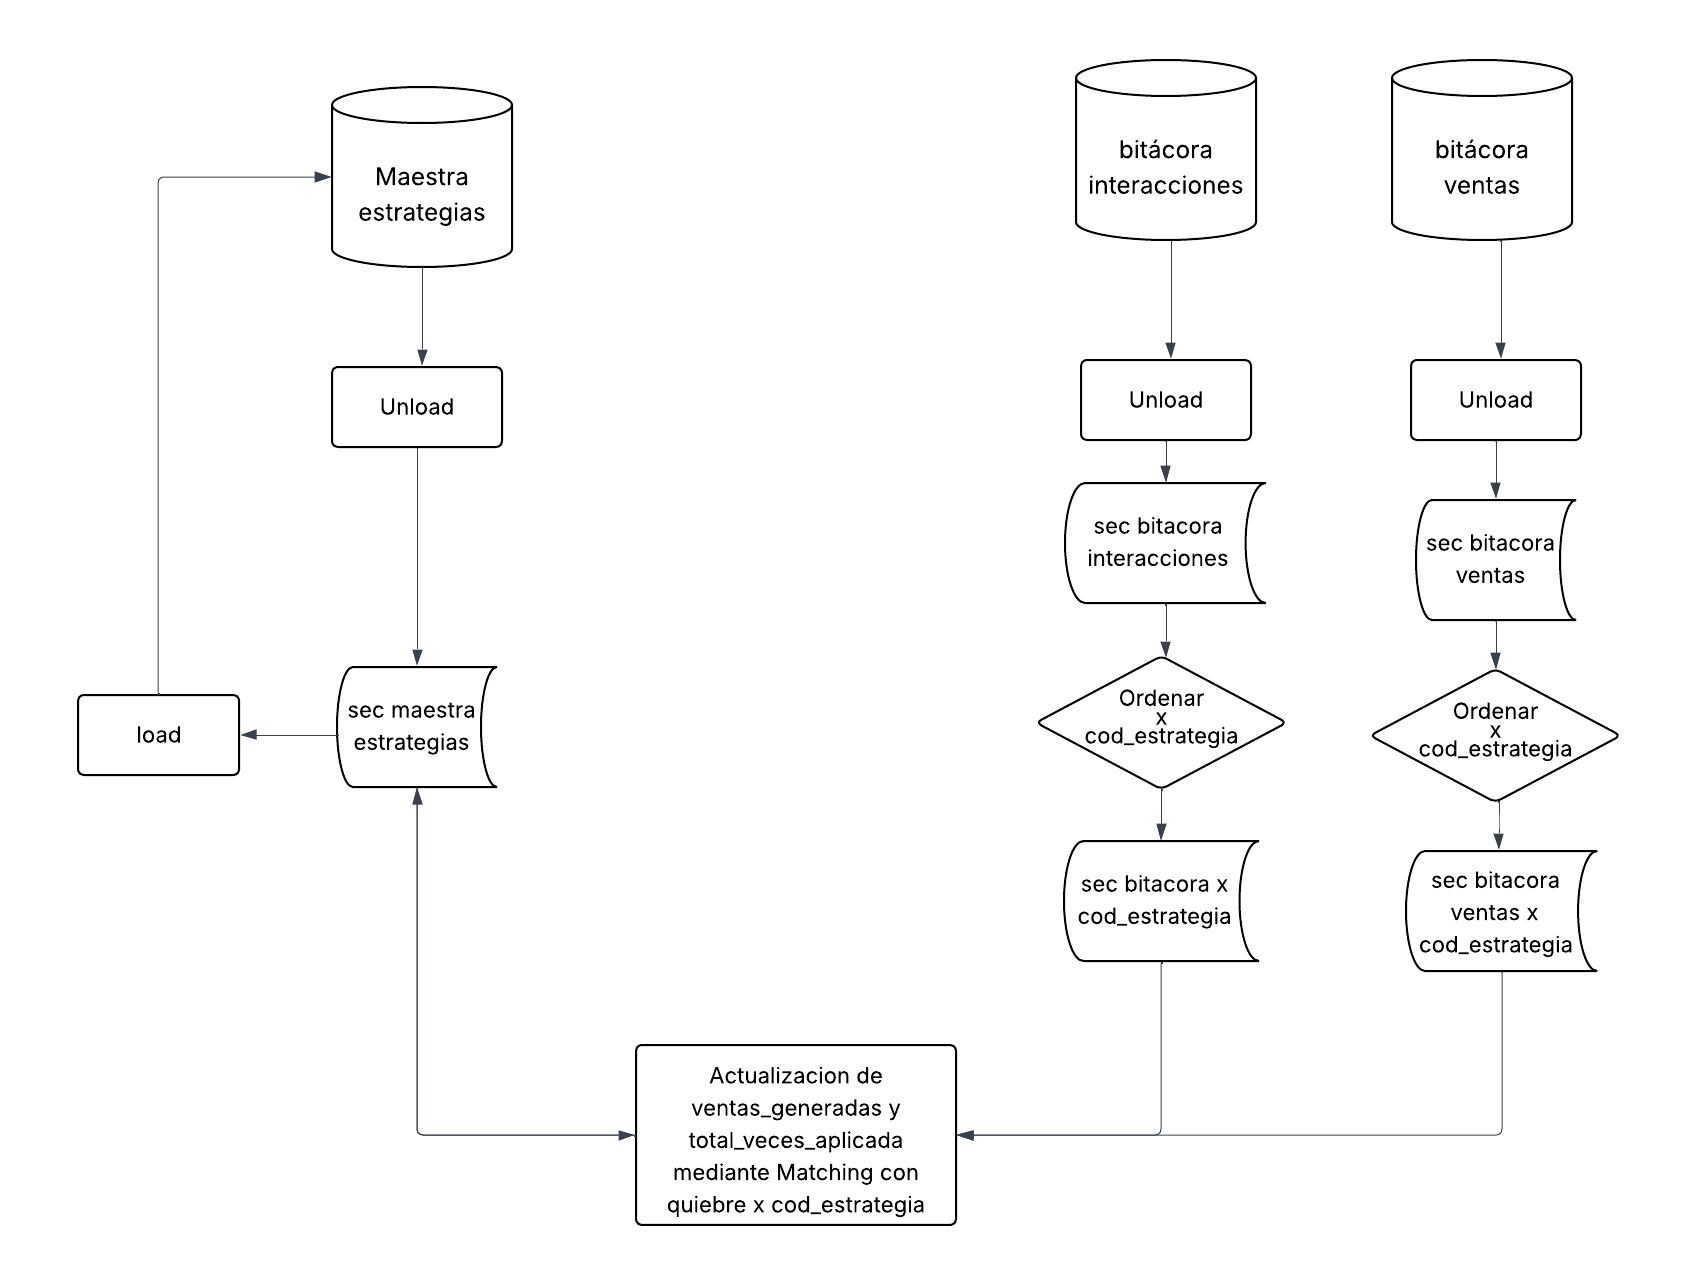 Maestra
estrategias
Unload
sec maestra
estrategias
load
bitácora
interacciones
Unload
sec bitacora
interacciones
Ordenar
x
cod_estrategia
sec bitacora x
cod_estrategia
bitácora
ventas
Unload
sec bitacora
ventas
Ordenar
x
cod_estrategia
sec bitacora
ventas x
cod_estrategia
Actualizacion de
ventas_generadas y
total_veces_aplicada
mediante Matching con
quiebre x cod_estrategia